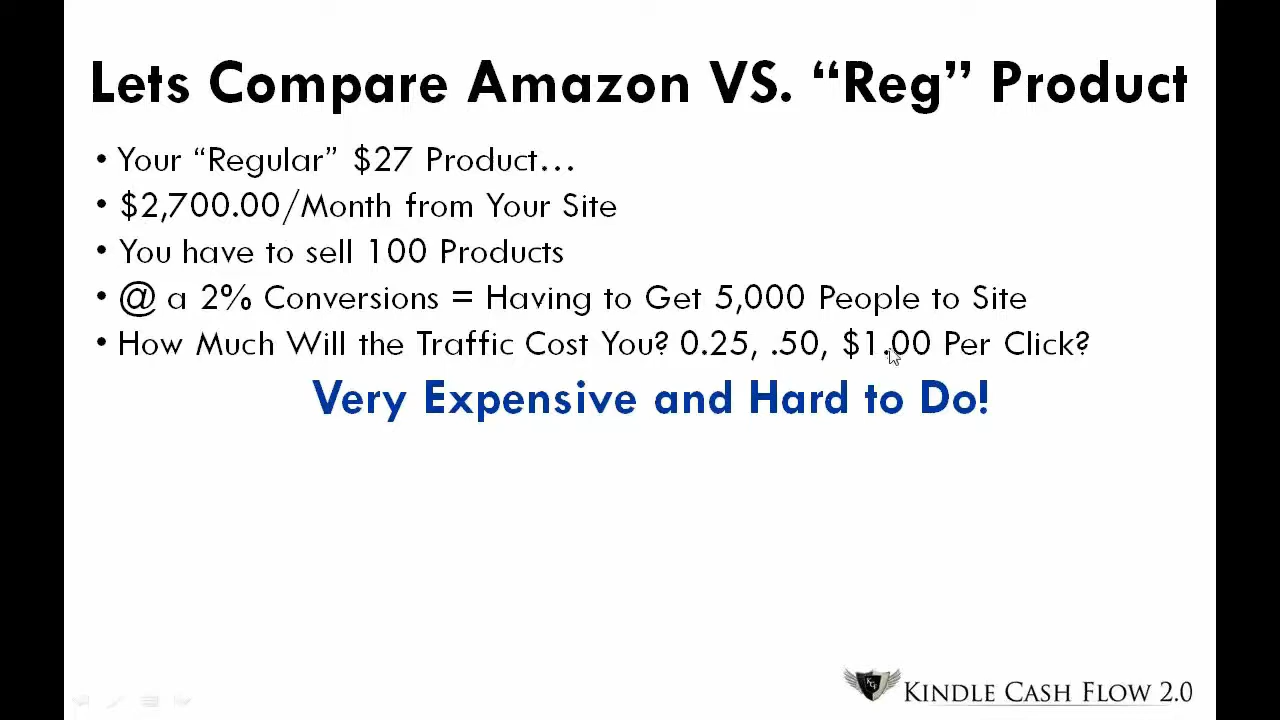 Lets Compare Amazon VS. “Reg” Product
• Your “Regular” $27 Product…
• $2,700.00/Month from Your Site
• You have to sell 100 Products
• @ a 2% Conversions = Having to Get 5,000 People to Site
• How Much Will the Traffic Cost You? 0.25, .50, $1.00 Per Click?
Very Expensive and Hard to Do!
KINDLE CASH FLOW 2.0